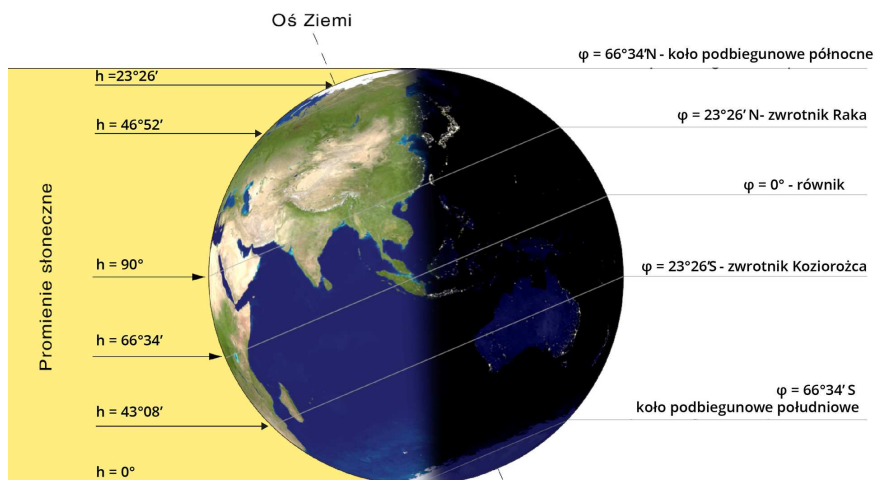 Oś Ziemi
φ = 66°34’N - koło podbiegunowe północne
h =23°26’
h = 46°52’
φ = 23°26’ N- zwrotnik Raka
φ = 0° - równik
Promienie słoneczne
h = 90°
φ = 23°26’S - zwrotnik Koziorożca
h = 66°34’
φ = 66°34’ S
koło podbiegunowe południowe
h = 43°08’
h = 0°